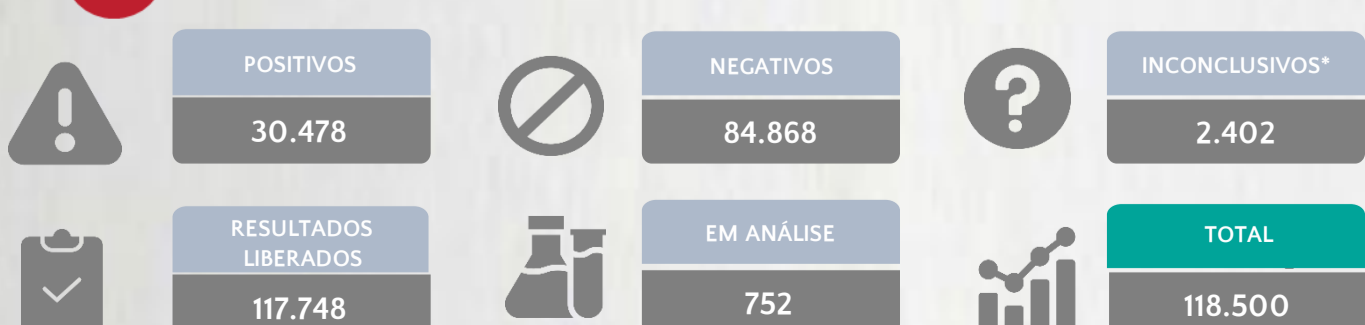 POSITIVOS
30.478
NEGATIVOS
84.868
INCONCLUSIVOS*
2.402
RESULTADOS
LIBERADOS
117.748
EM ANÁLISE
752
TOTAL
118.500